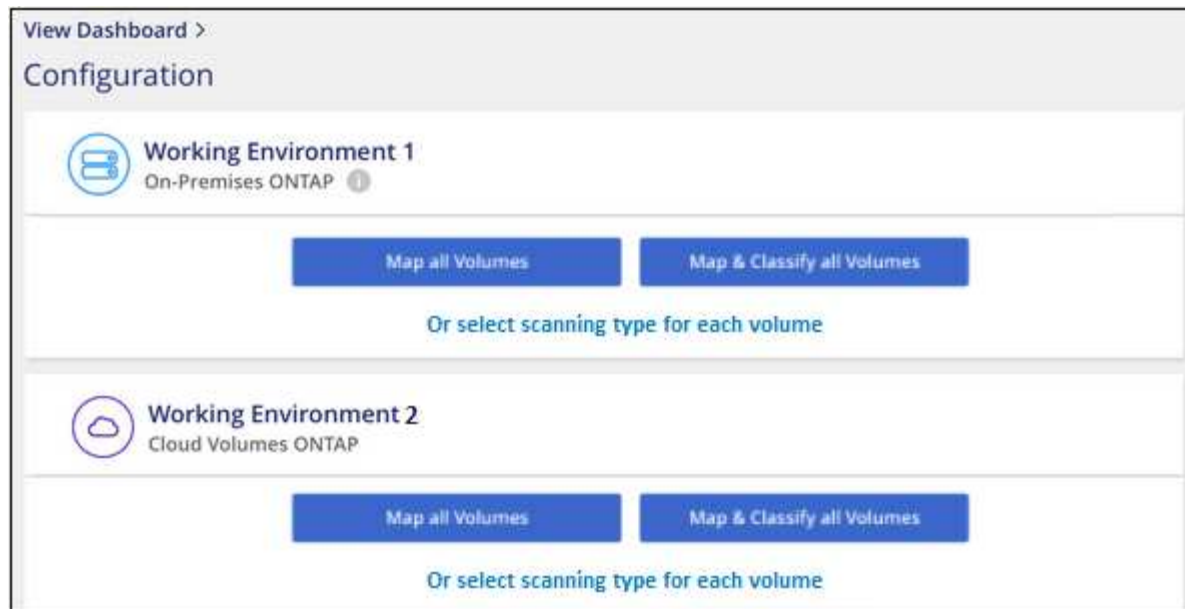 View Dashboard >
Configuration
Working Environment 1
On-Premises ONTAP i
Map all Volumes
Map & Classify all Volumes
Or select scanning type for each volume
Working Environment 2
Cloud Volumes ONTAP
Map all Volumes
Map & Classify all Volumes
Or select scanning type for each volume